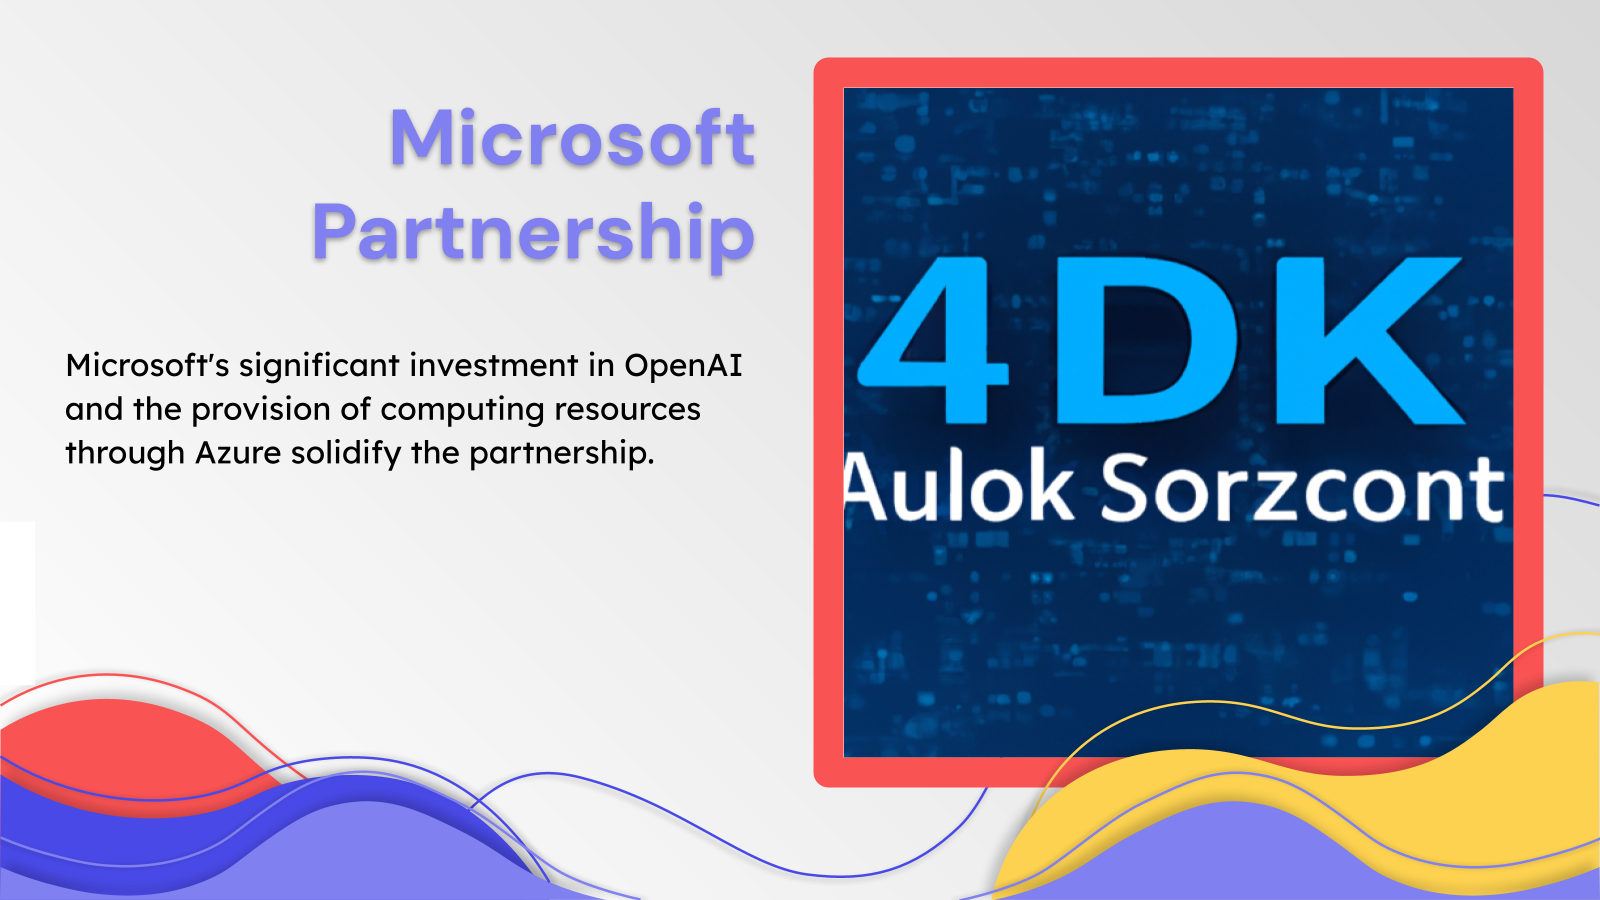 Microsoft
Partnership
Microsoft's significant investment in OpenAI
and the provision of computing resources
through Azure solidify the partnership.
4DK
Aulok Sorzcont